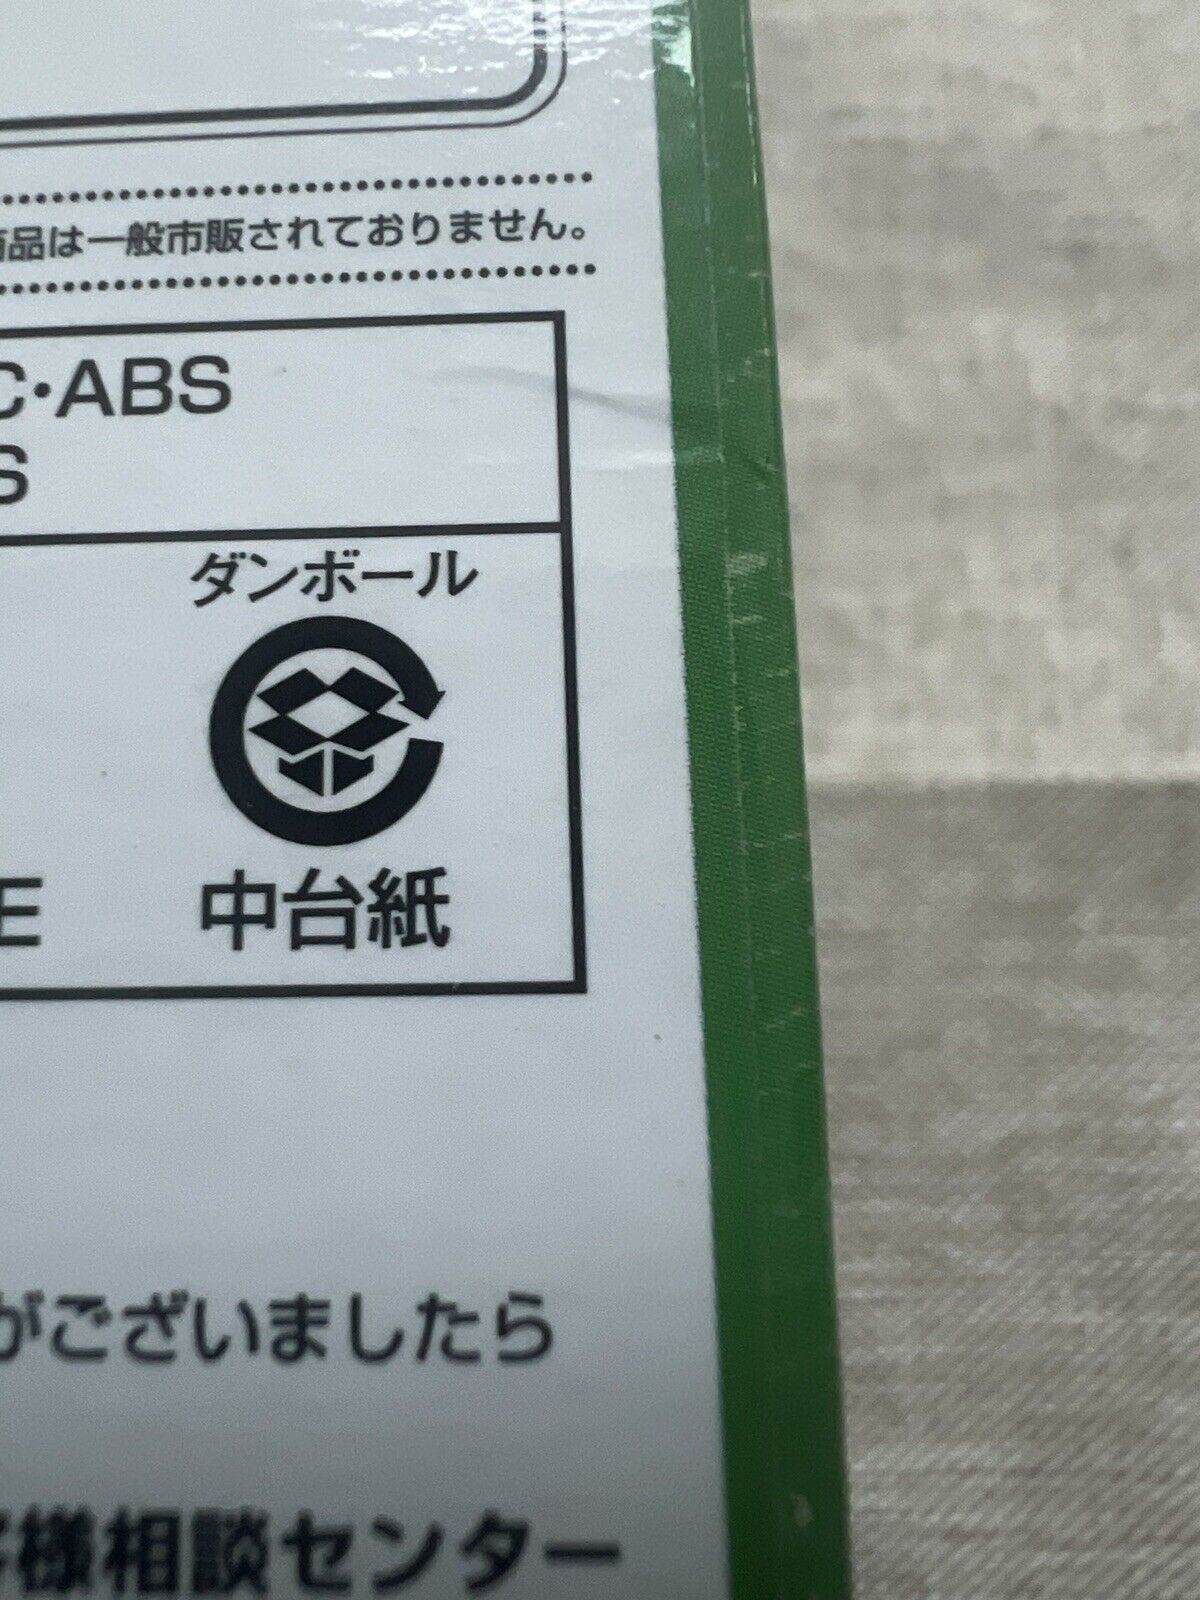 品は一般市販されておりません。
C・ABS
S
ダンボール
E
中台紙
がございましたら
様相談センター